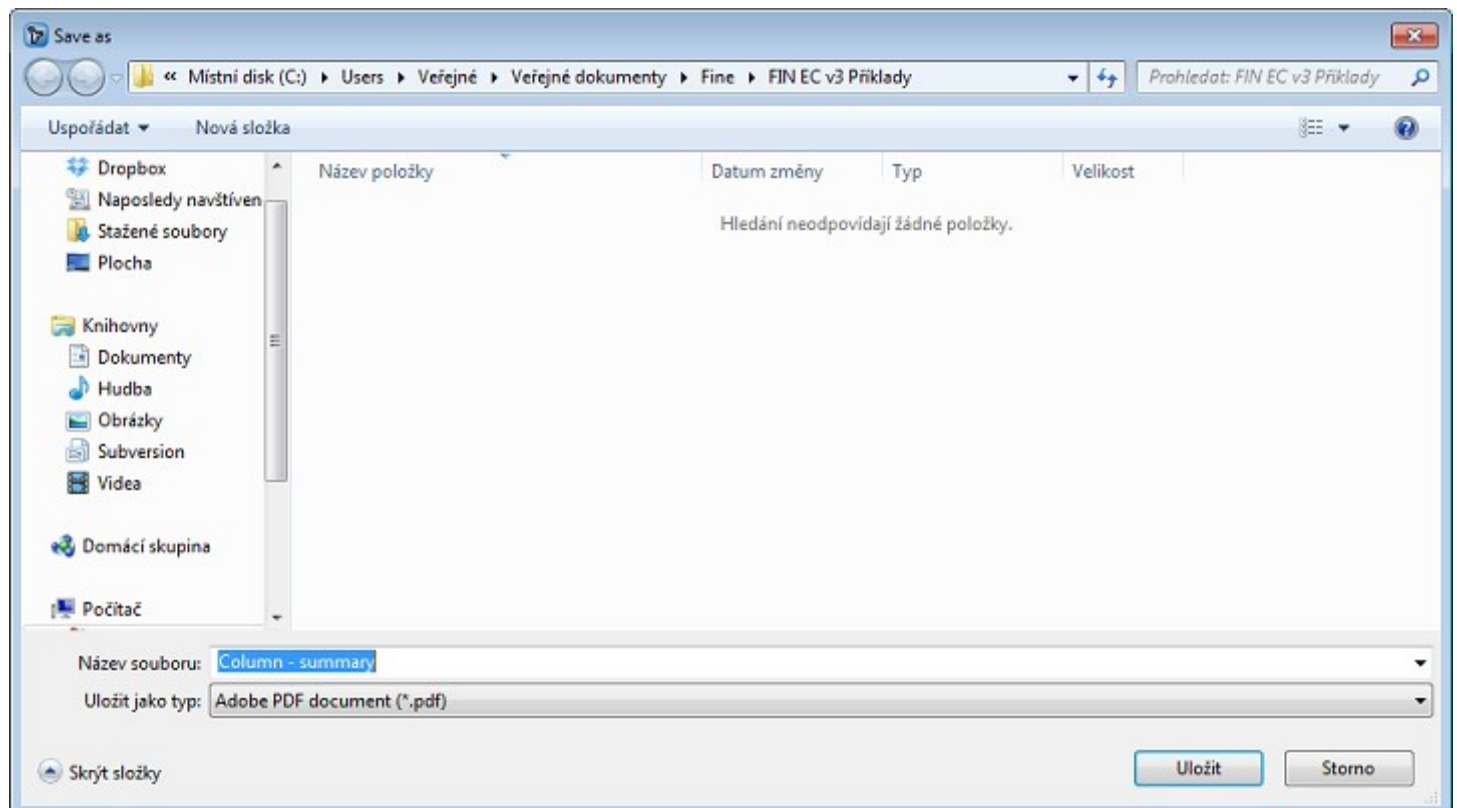 Save as
« Místní disk (C:) ▸ Users ▸ Veřejné ▸ Veřejné dokumenty ▸ Fine ▸ FIN EC v3 Příklady
Prohledat: FIN EC v3 Příklady
Uspořádat
Nová složka
Název položky
Datum změny
Typ
Velikost
Hledání neodpovídají žádné položky.
Dropbox
Naposledy navštíven
Stažené soubory
Plocha
Knihovny
Dokumenty
Hudba
Obrázky
Subversion
Videa
Domácí skupina
Počítač
Název souboru: Column - summary
Uložit jako typ: Adobe PDF document (*.pdf)
Skrýt složky
Uložit
Storno